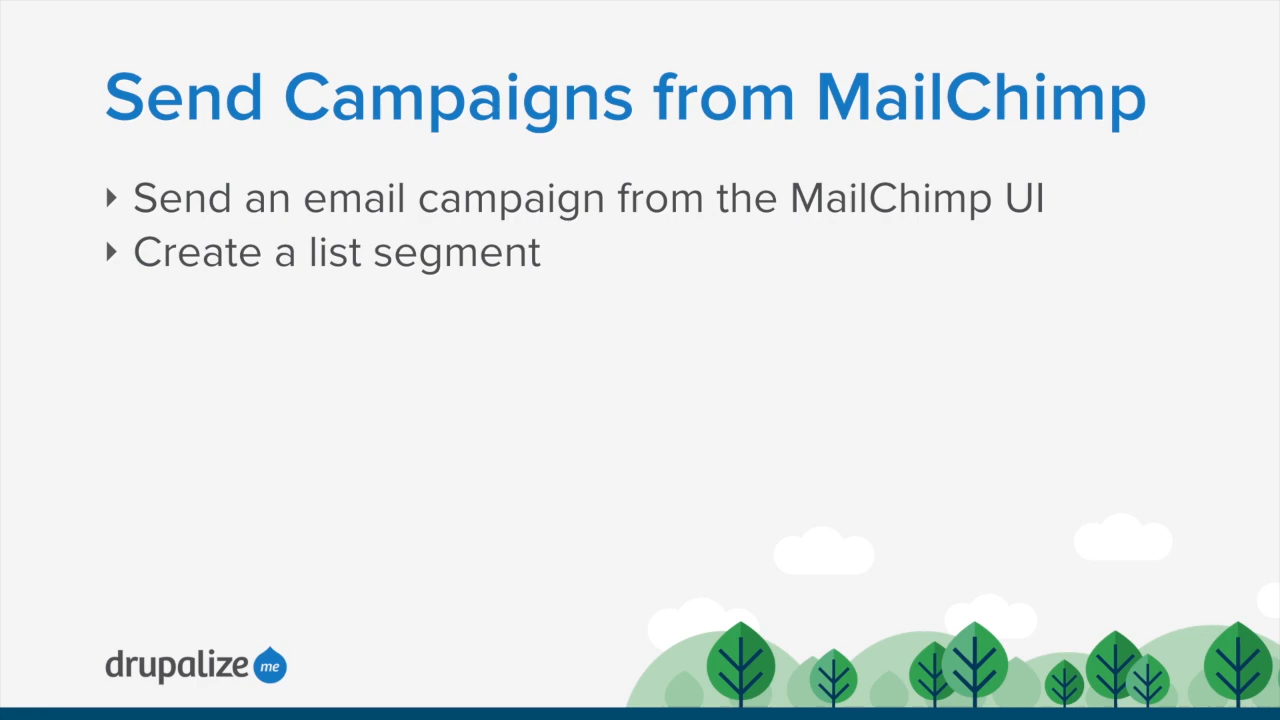 Send Campaigns from MailChimp
Send an email campaign from the MailChimp UI
Create a list segment
drupalize me